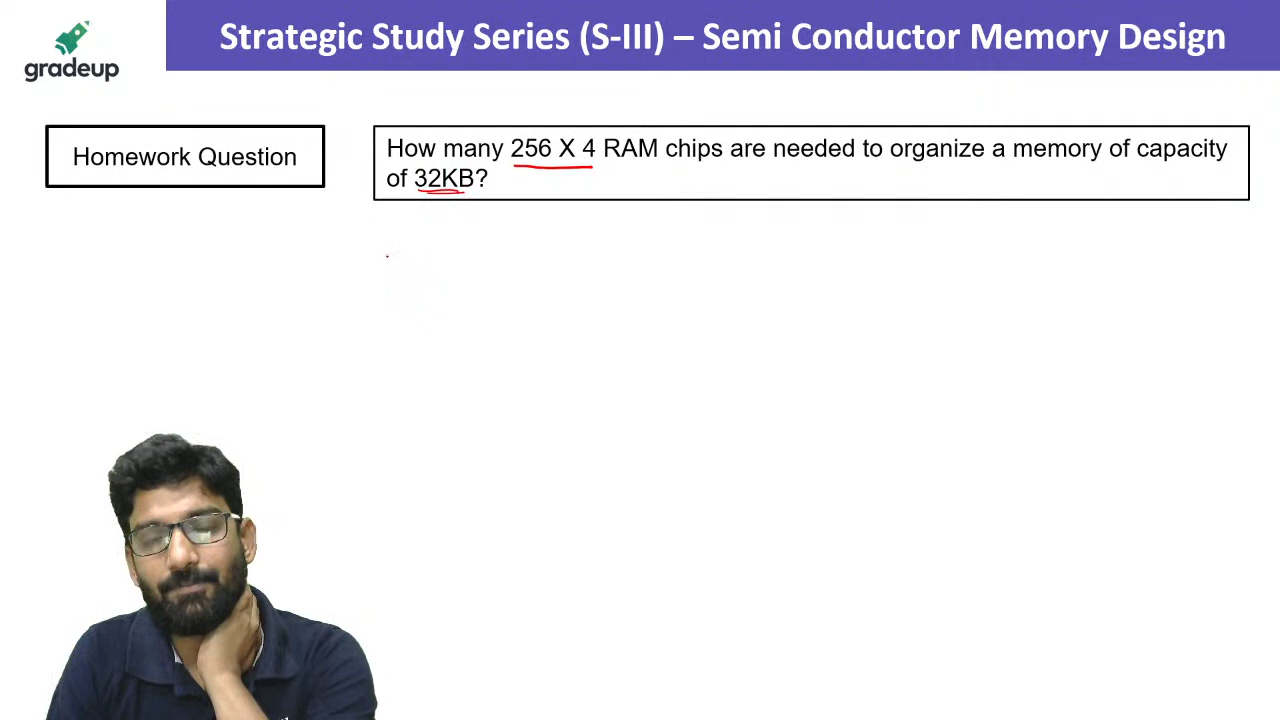 Strategic Study Series (S-III) – Semi Conductor Memory Design
gradeup
Homework Question
How many 256 X 4 RAM chips are needed to organize a memory of capacity
of 32KB?